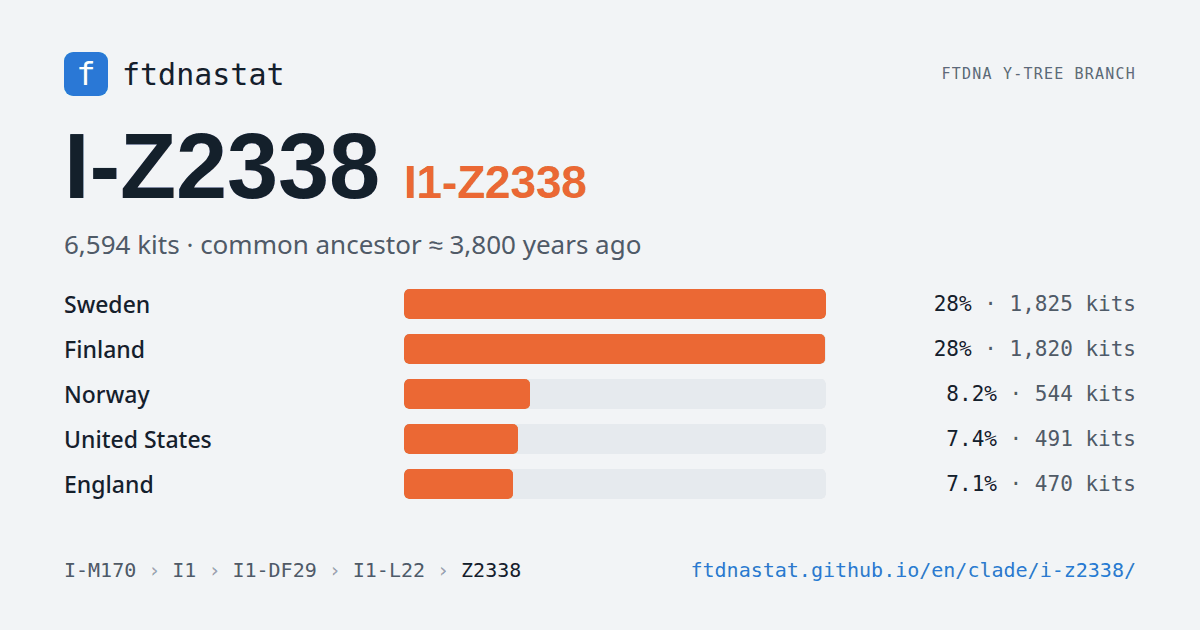 f ftdnastat
FTDNA Y-TREE BRANCH
I-Z2338 I1-Z2338
6,594 kits · common ancestor ≈ 3,800 years ago
Sweden 28% · 1,825 kits
Finland 28% · 1,820 kits
Norway 8.2% · 544 kits
United States 7.4% · 491 kits
England 7.1% · 470 kits
I-M170 › I1 › I1-DF29 › I1-L22 › Z2338
ftdnastat.github.io/en/clade/i-z2338/